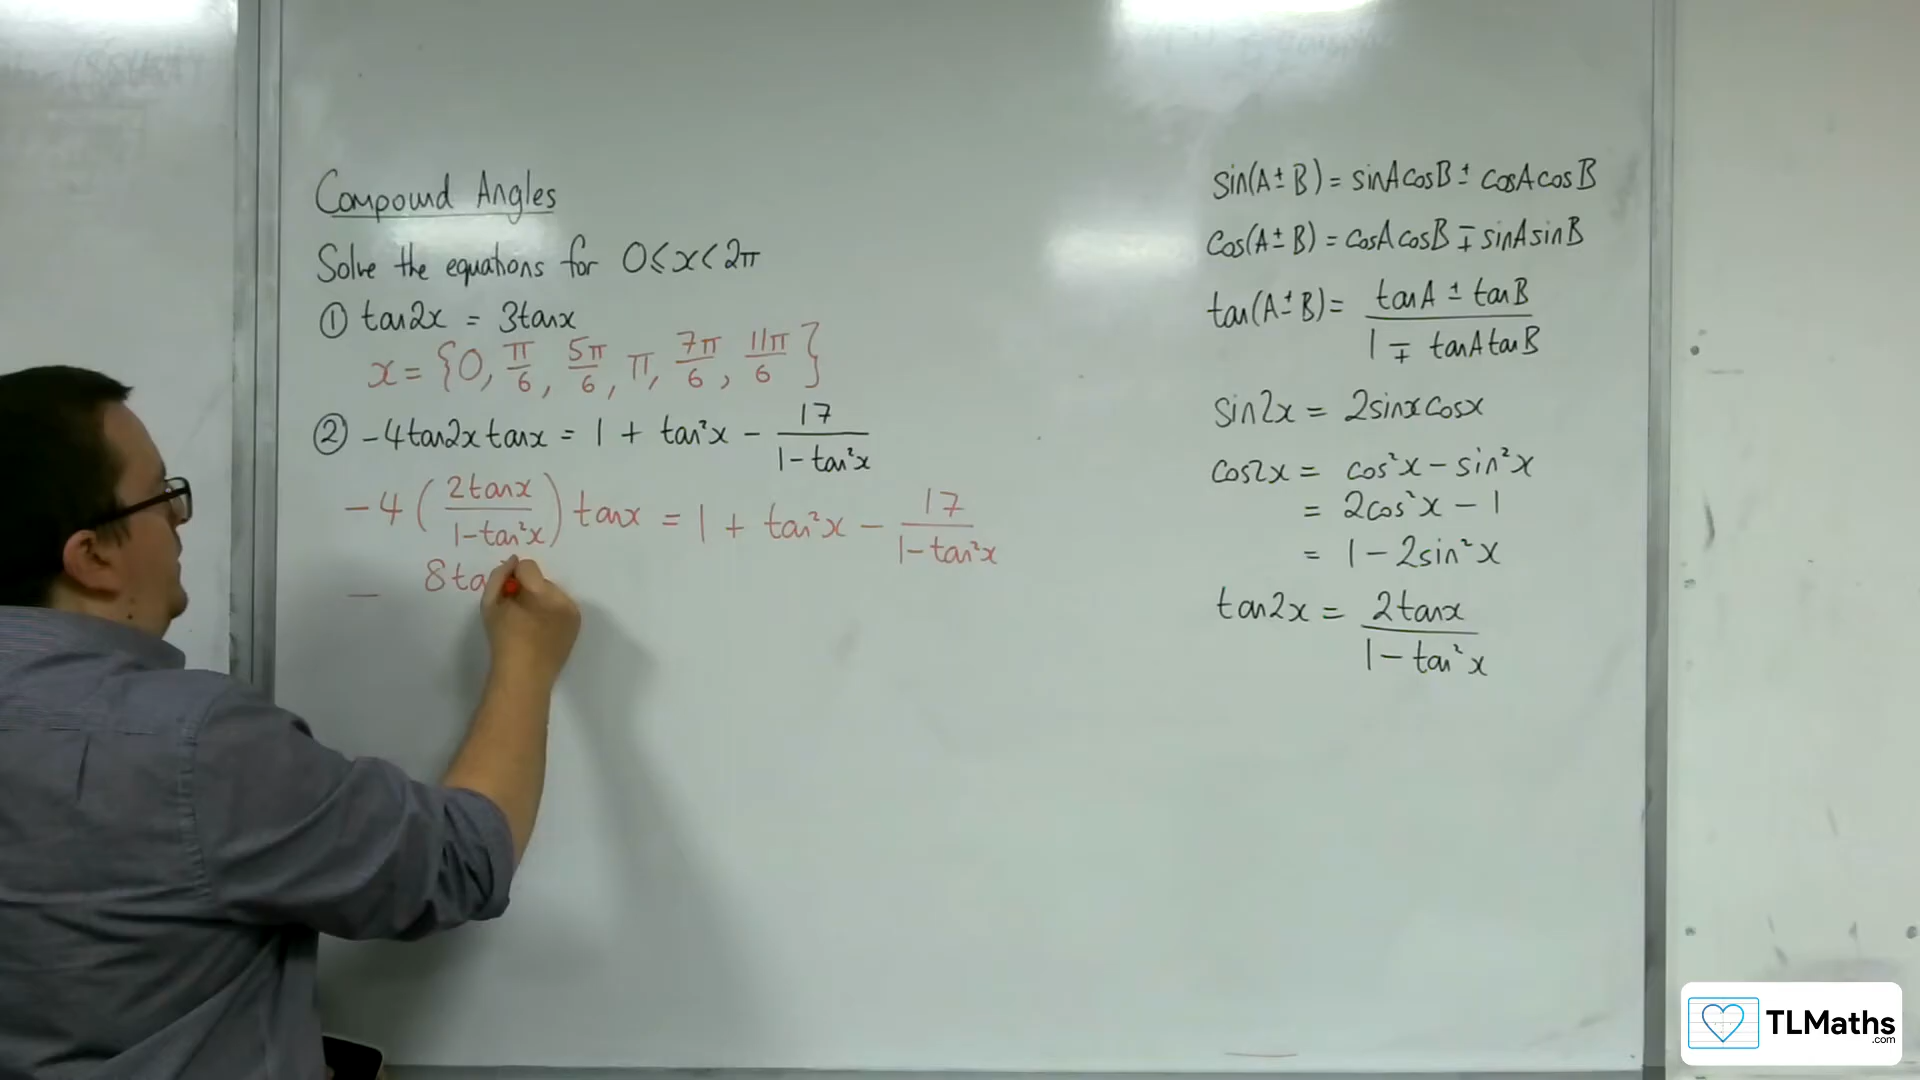 Compound Angles
Solve the equations for 0 ≤ x < 2π
① tan2x = 3tanx
x = {0, π/6, 5π/6, π, 7π/6, 11π/6}
② -4tan2x tanx = 1 + tan²x - 17/(1-tan²x)
-4(2tanx/(1-tan²x))tanx = 1 + tan²x - 17/(1-tan²x)
- 8ta
sin(A±B) = sinAcosB ± cosAcosB
cos(A±B) = cosAcosB ∓ sinAsinB
tan(A±B) = (tanA ± tanB)/(1 ∓ tanAtanB)
sin2x = 2sinxcosx
cos2x = cos²x - sin²x
= 2cos²x - 1
= 1 - 2sin²x
tan2x = 2tanx/(1-tan²x)
TLMaths
.com